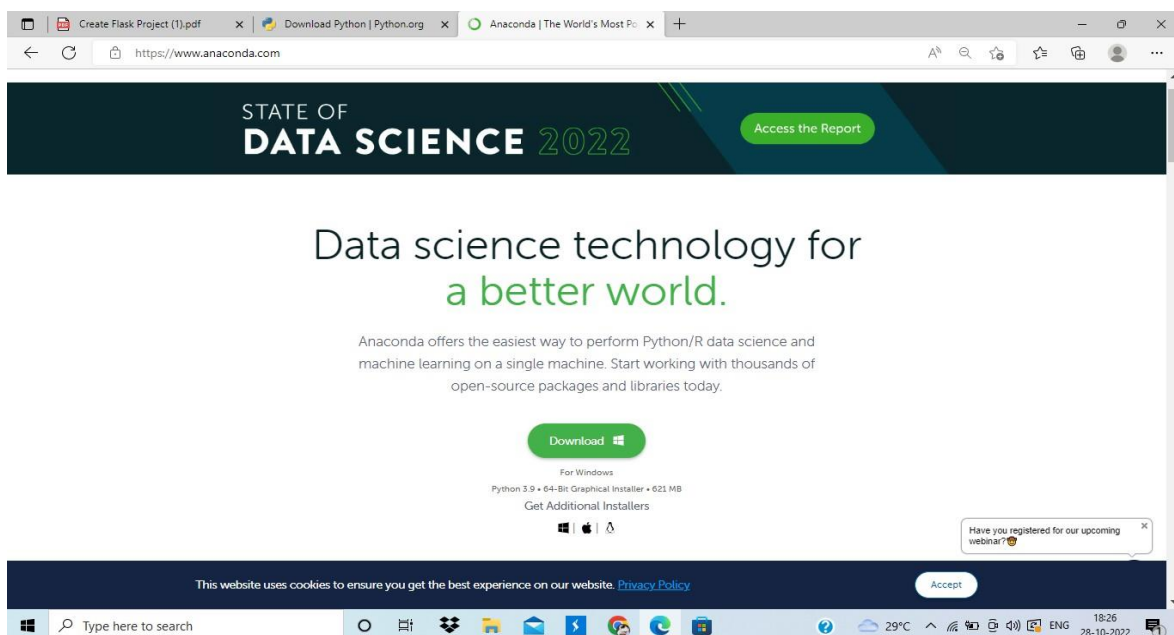 Create Flask Project (1).pdf
Download Python | Python.org
Anaconda | The World's Most Po
https://www.anaconda.com
STATE OF
DATA SCIENCE 2022
Access the Report
Data science technology for
a better world.
Anaconda offers the easiest way to perform Python/R data science and
machine learning on a single machine. Start working with thousands of
open-source packages and libraries today.
Download
For Windows
Python 3.9 • 64-Bit Graphical Installer • 621 MB
Get Additional Installers
Have you registered for our upcoming
webinar?
This website uses cookies to ensure you get the best experience on our website. Privacy Policy
Accept
Type here to search
29°C
ENG
18:26
28-10-2022